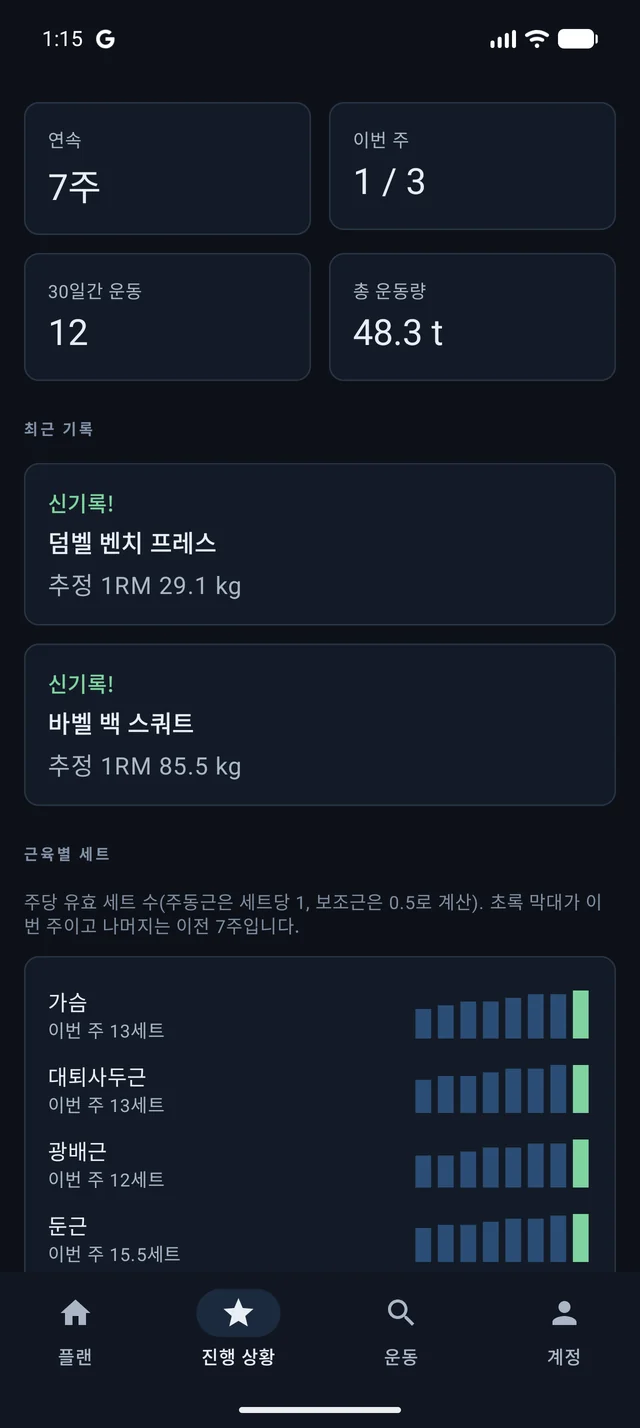 1:15
연속
7주
이번 주
1 / 3
30일간 운동
12
총 운동량
48.3 t
최근 기록
신기록!
덤벨 벤치 프레스
추정 1RM 29.1 kg
신기록!
바벨 백 스쿼트
추정 1RM 85.5 kg
근육별 세트
주당 유효 세트 수(주동근은 세트당 1, 보조근은 0.5로 계산). 초록 막대가 이
번 주이고 나머지는 이전 7주입니다.
가슴
이번 주 13세트
대퇴사두근
이번 주 13세트
광배근
이번 주 12세트
둔근
이번 주 15.5세트
플랜
진행 상황
운동
계정